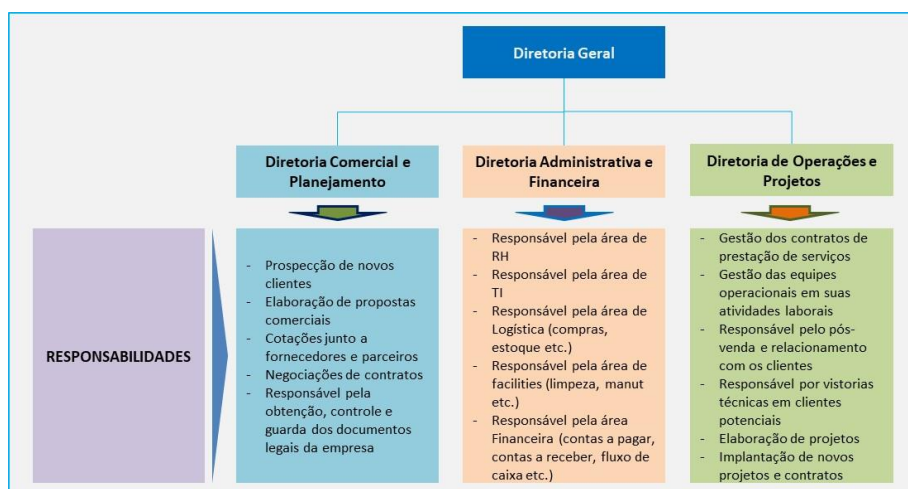 Diretoria Geral
Diretoria Comercial e
Planejamento
Diretoria Administrativa e
Financeira
Diretoria de Operações e
Projetos
RESPONSABILIDADES
- Prospecção de novos
clientes
- Elaboração de propostas
comerciais
- Cotações junto a
fornecedores e parceiros
- Negociações de contratos
- Responsável pela
obtenção, controle e
guarda dos documentos
legais da empresa
- Responsável pela área de
RH
- Responsável pela área de
TI
- Responsável pela área de
Logística (compras,
estoque etc.)
- Responsável pela área de
facilities (limpeza, manut
etc.)
- Responsável pela área
Financeira (contas a pagar,
contas a receber, fluxo de
caixa etc.)
- Gestão dos contratos de
prestação de serviços
- Gestão das equipes
operacionais em suas
atividades laborais
- Responsável pelo pós-
venda e relacionamento
com os clientes
- Responsável por vistorias
técnicas em clientes
potenciais
- Elaboração de projetos
- Implantação de novos
projetos e contratos